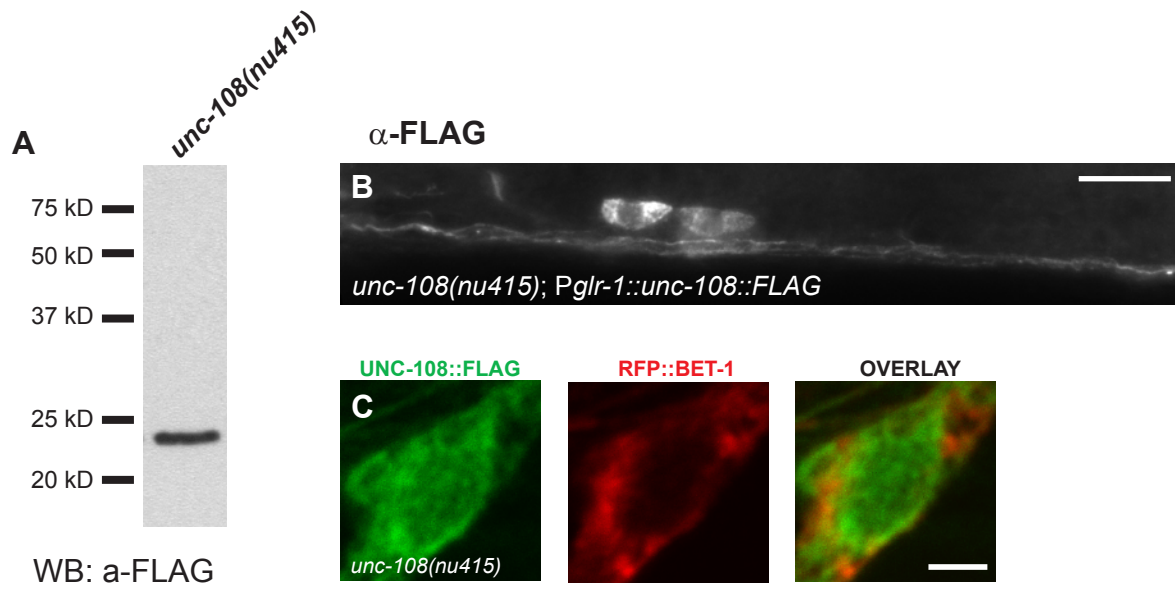 A
unc-108(nu415)
75 kD
50 kD
37 kD
25 kD
20 kD
WB: a-FLAG
α-FLAG
B
unc-108(nu415); Pglr-1::unc-108::FLAG
UNC-108::FLAG
RFP::BET-1
OVERLAY
C
unc-108(nu415)